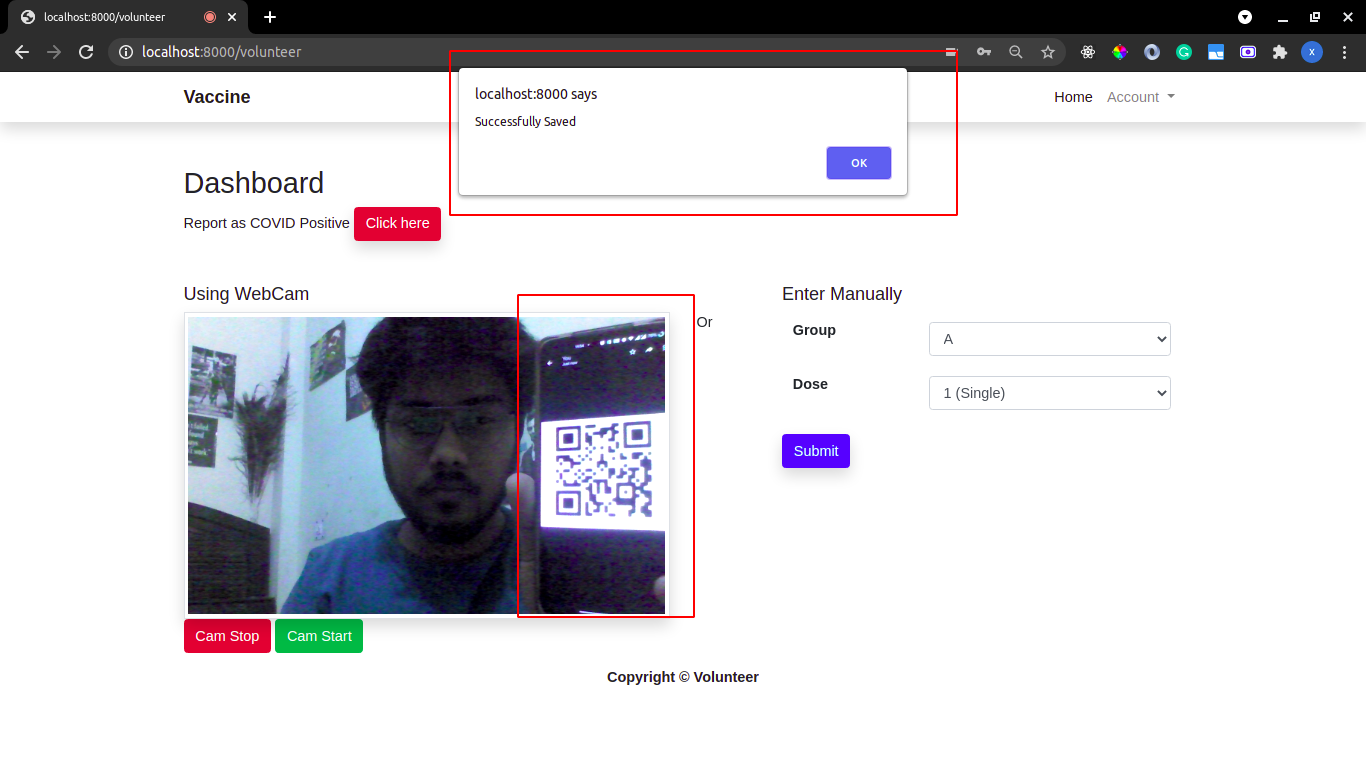 localhost:8000/volunteer
localhost:8000/volunteer
x
Vaccine
Home
Account
localhost:8000 says
Successfully Saved
OK
Dashboard
Report as COVID Positive
Click here
Using WebCam
Or
Enter Manually
Group
A
Dose
1 (Single)
Submit
Cam Stop
Cam Start
Copyright © Volunteer